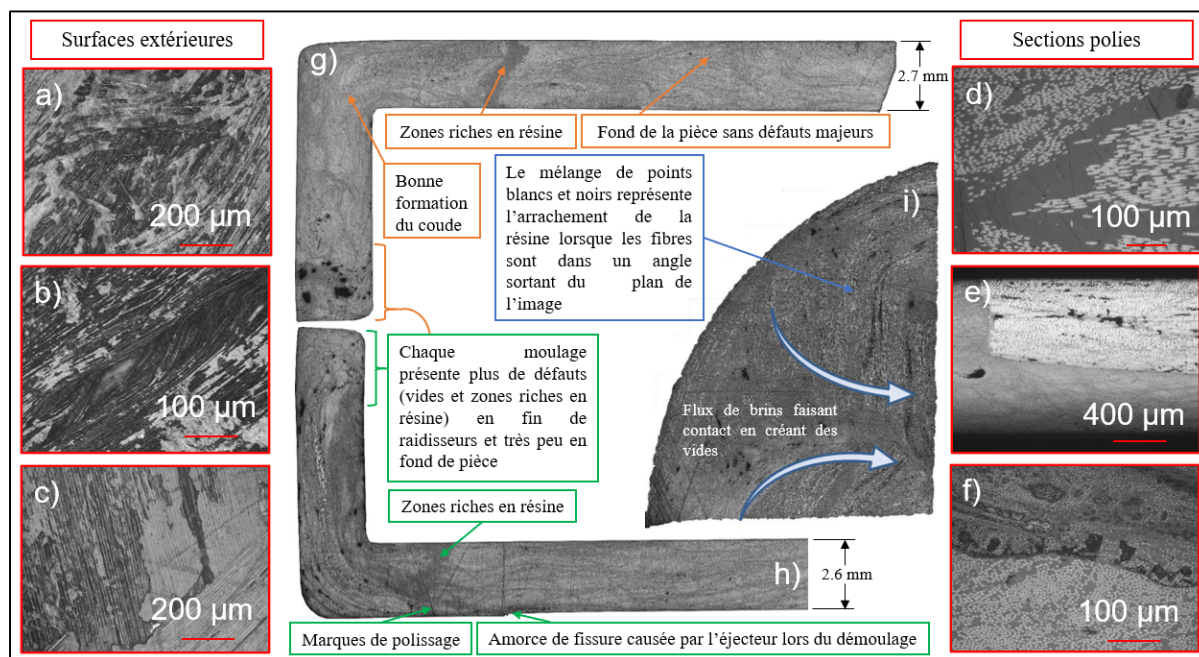 Surfaces extérieures
a)
200 µm
b)
100 µm
c)
200 µm
g)
2.7 mm
Zones riches en résine
Fond de la pièce sans défauts majeurs
Bonne
formation
du coude
Le mélange de points
blancs et noirs représente
l’arrachement de la
résine lorsque les fibres
sont dans un angle
sortant du plan de
l’image
i)
Chaque moulage
présente plus de défauts
(vides et zones riches en
résine) en fin de
raidisseurs et très peu en
fond de pièce
Flux de brins faisant
contact en créant des
vides
Zones riches en résine
h)
2.6 mm
Marques de polissage
Amorce de fissure causée par l’éjecteur lors du démoulage
Sections polies
d)
100 µm
e)
400 µm
f)
100 µm